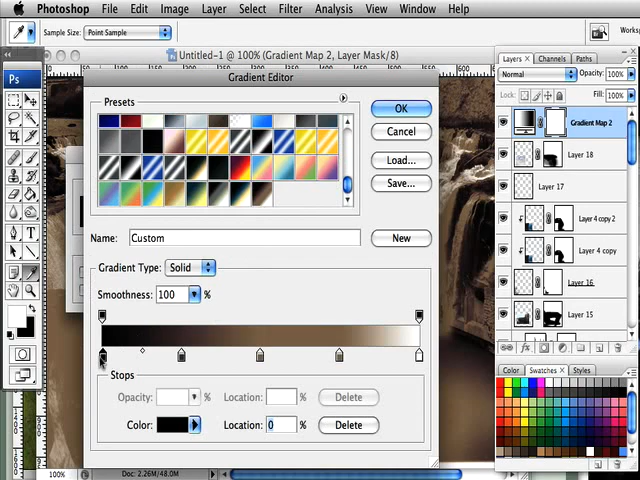 Photoshop File Edit Image Layer Select Filter Analysis View Window Help
Sample Size: Point Sample
Untitled-1 @ 100% (Gradient Map 2, Layer Mask/8)
Gradient Editor
Presets
OK
Cancel
Load...
Save...
Name: Custom
New
Gradient Type: Solid
Smoothness: 100 %
Stops
Opacity: % Location: % Delete
Color: Location: 0 % Delete
100% Doc: 2.26M/48.0M
Ps
Layers × Channels Paths
Normal Opacity: 100%
Lock: Fill: 100%
Gradient Map 2
Layer 18
Layer 17
Layer 4 copy 2
Layer 4 copy
Layer 16
Layer 15
Color Swatches × Styles